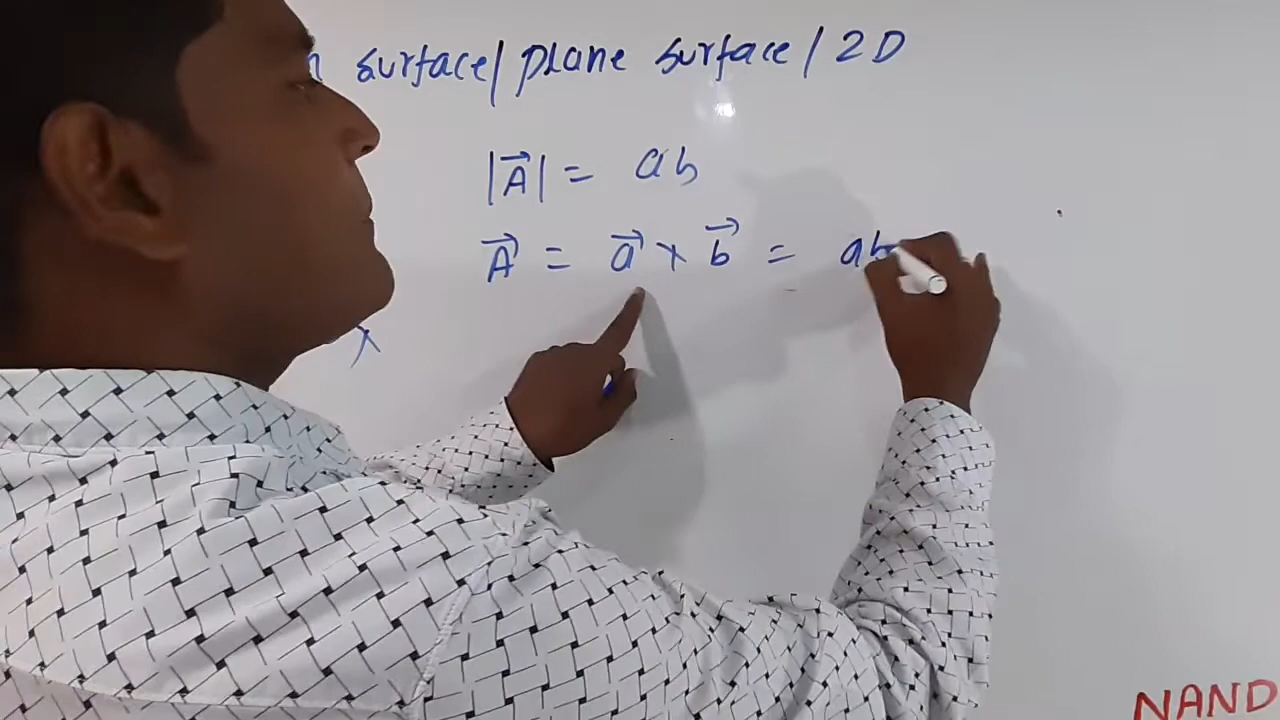 surface/plane surface/2D
|A⃗| = ab
A⃗ = a⃗ × b⃗ = ab
x
NAND